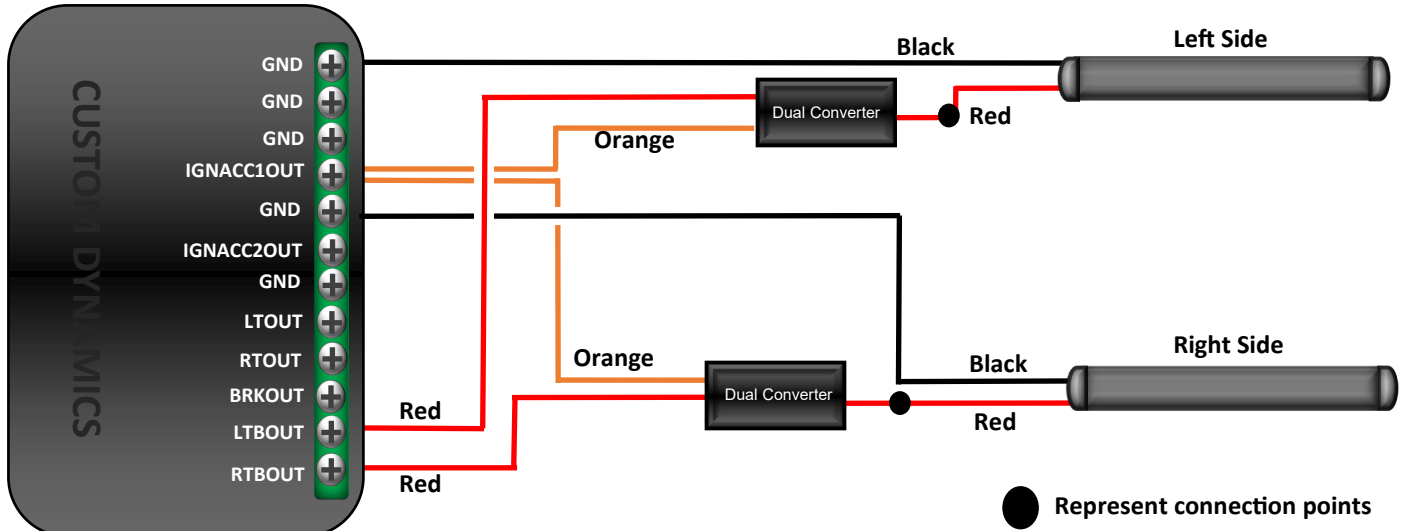 CUSTOM DYNAMICS
GND
GND
GND
IGNACC1OUT
GND
IGNACC2OUT
GND
LTOUT
RTOUT
BRKOUT
LTBOUT
RTBOUT
Black
Left Side
Dual Converter
Red
Orange
Orange
Dual Converter
Black
Right Side
Red
Red
Red
Represent connection points